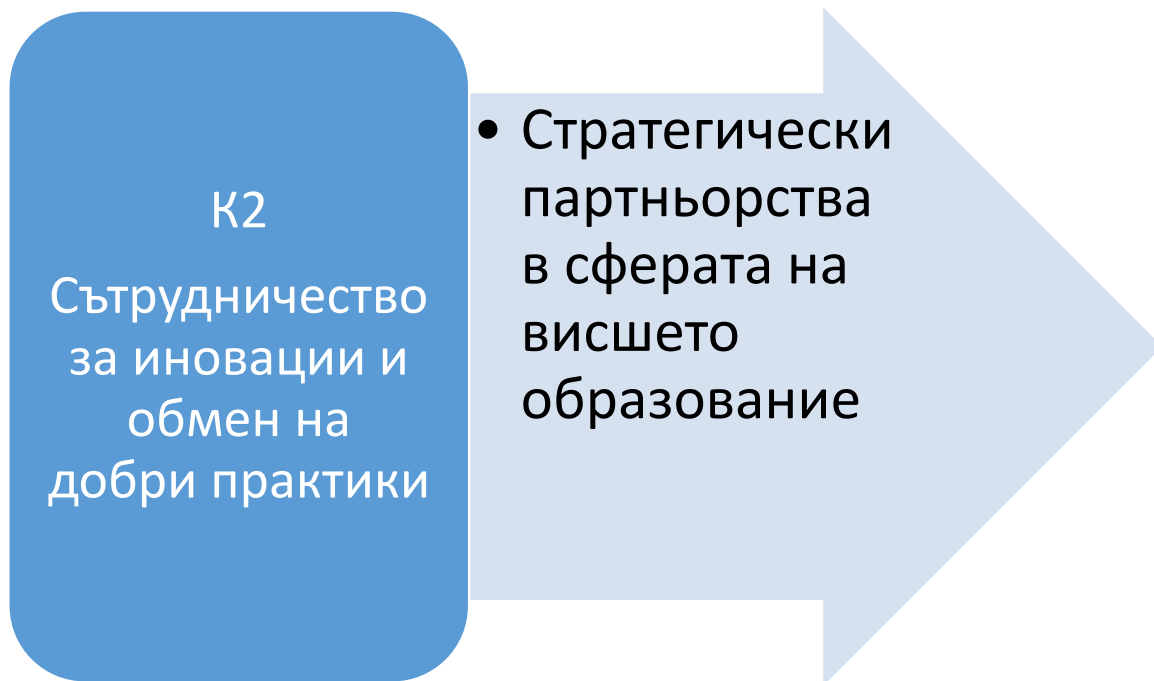 К2
Сътрудничество
за иновации и
обмен на
добри практики
• Стратегически
партньорства
в сферата на
висшето
образование